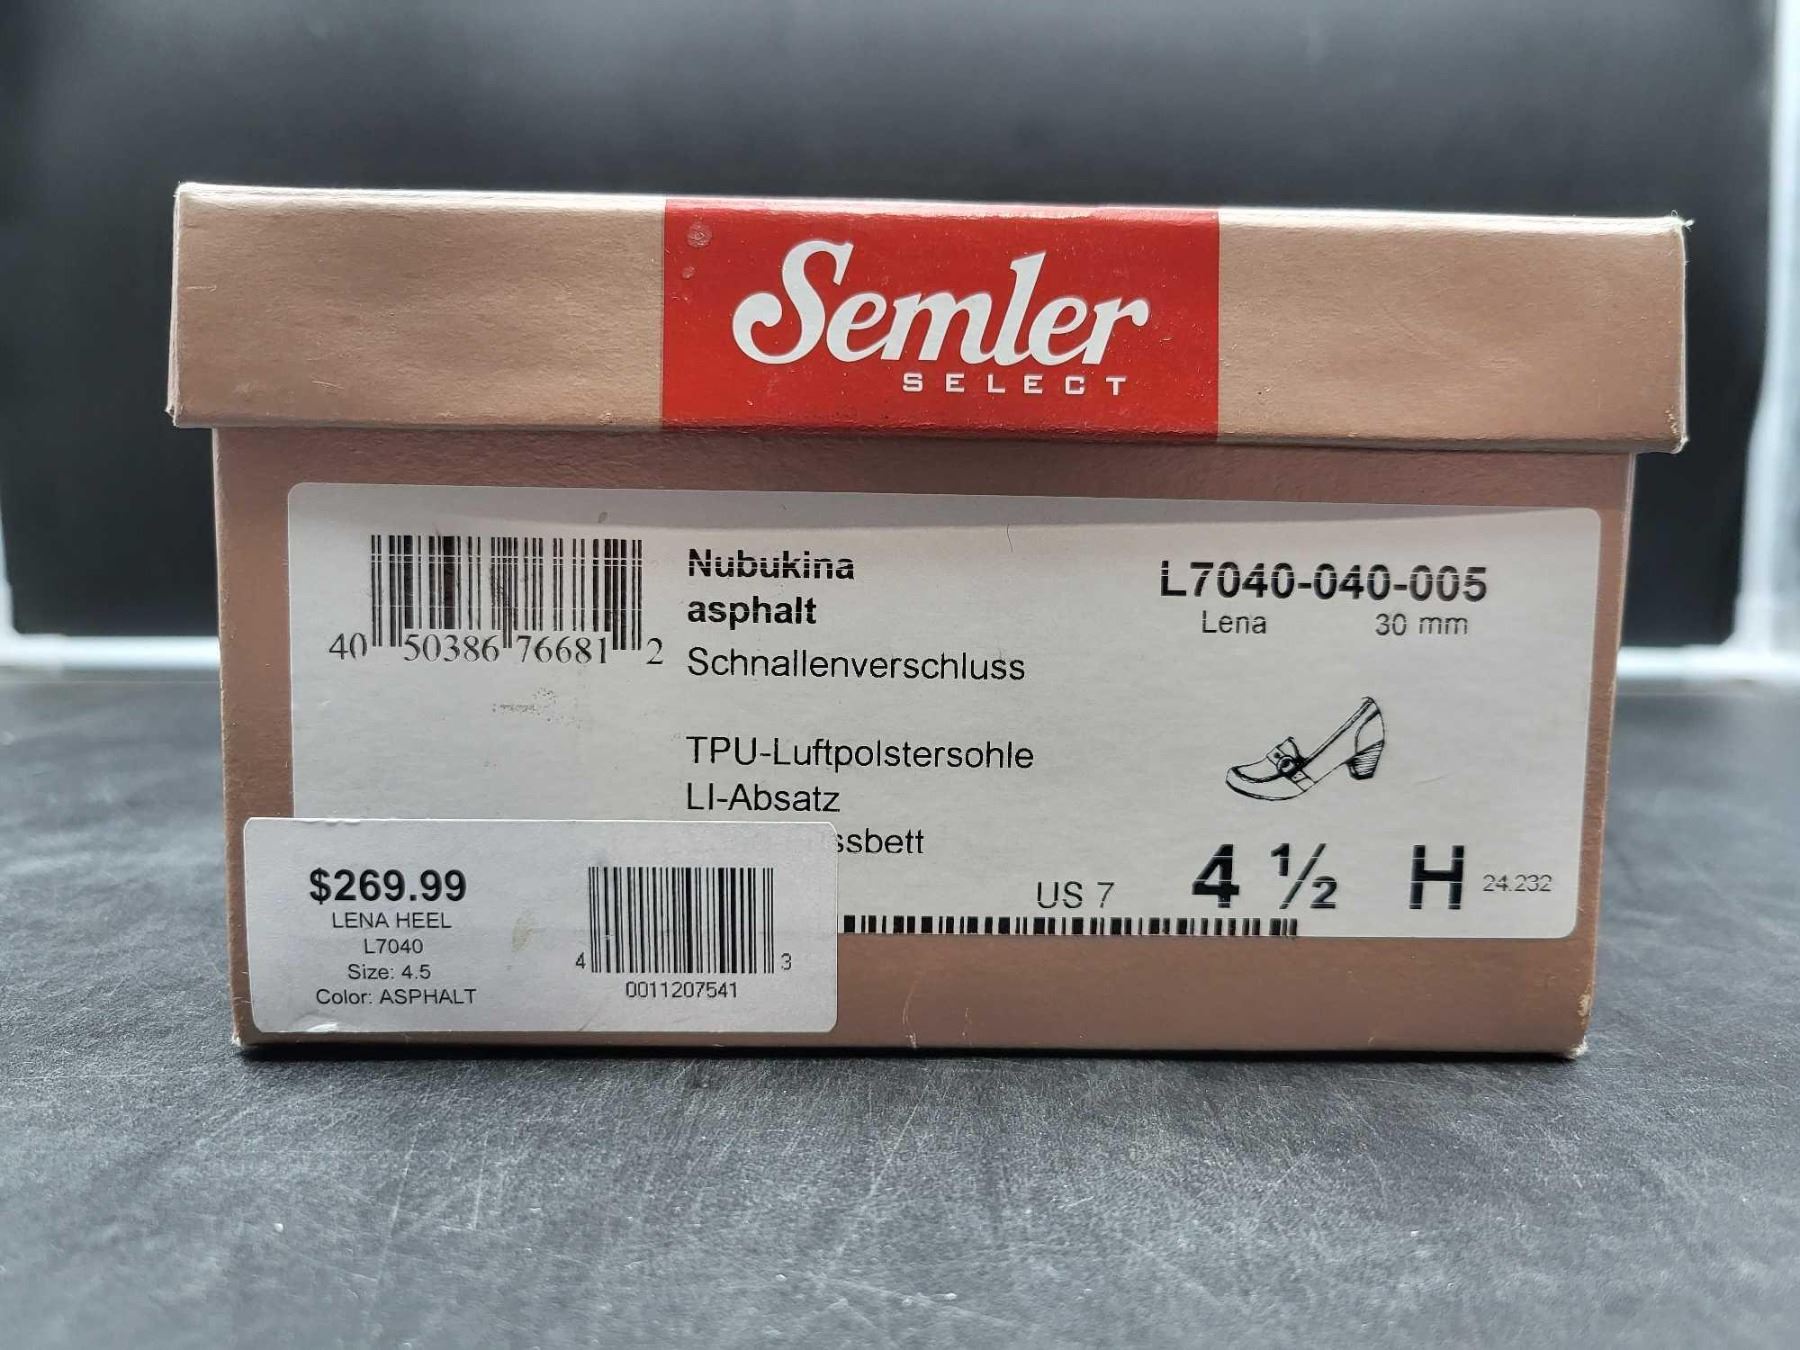 Semler
SELECT
40 50386 76681 2
Nubukina
asphalt
Schnallenverschluss
TPU-Luftpolstersohle
LI-Absatz
ssbett
L7040-040-005
Lena 30 mm
US 7 4 ½ H 24.232
$269.99
LENA HEEL
L7040
Size: 4.5
Color: ASPHALT
4 3
0011207541